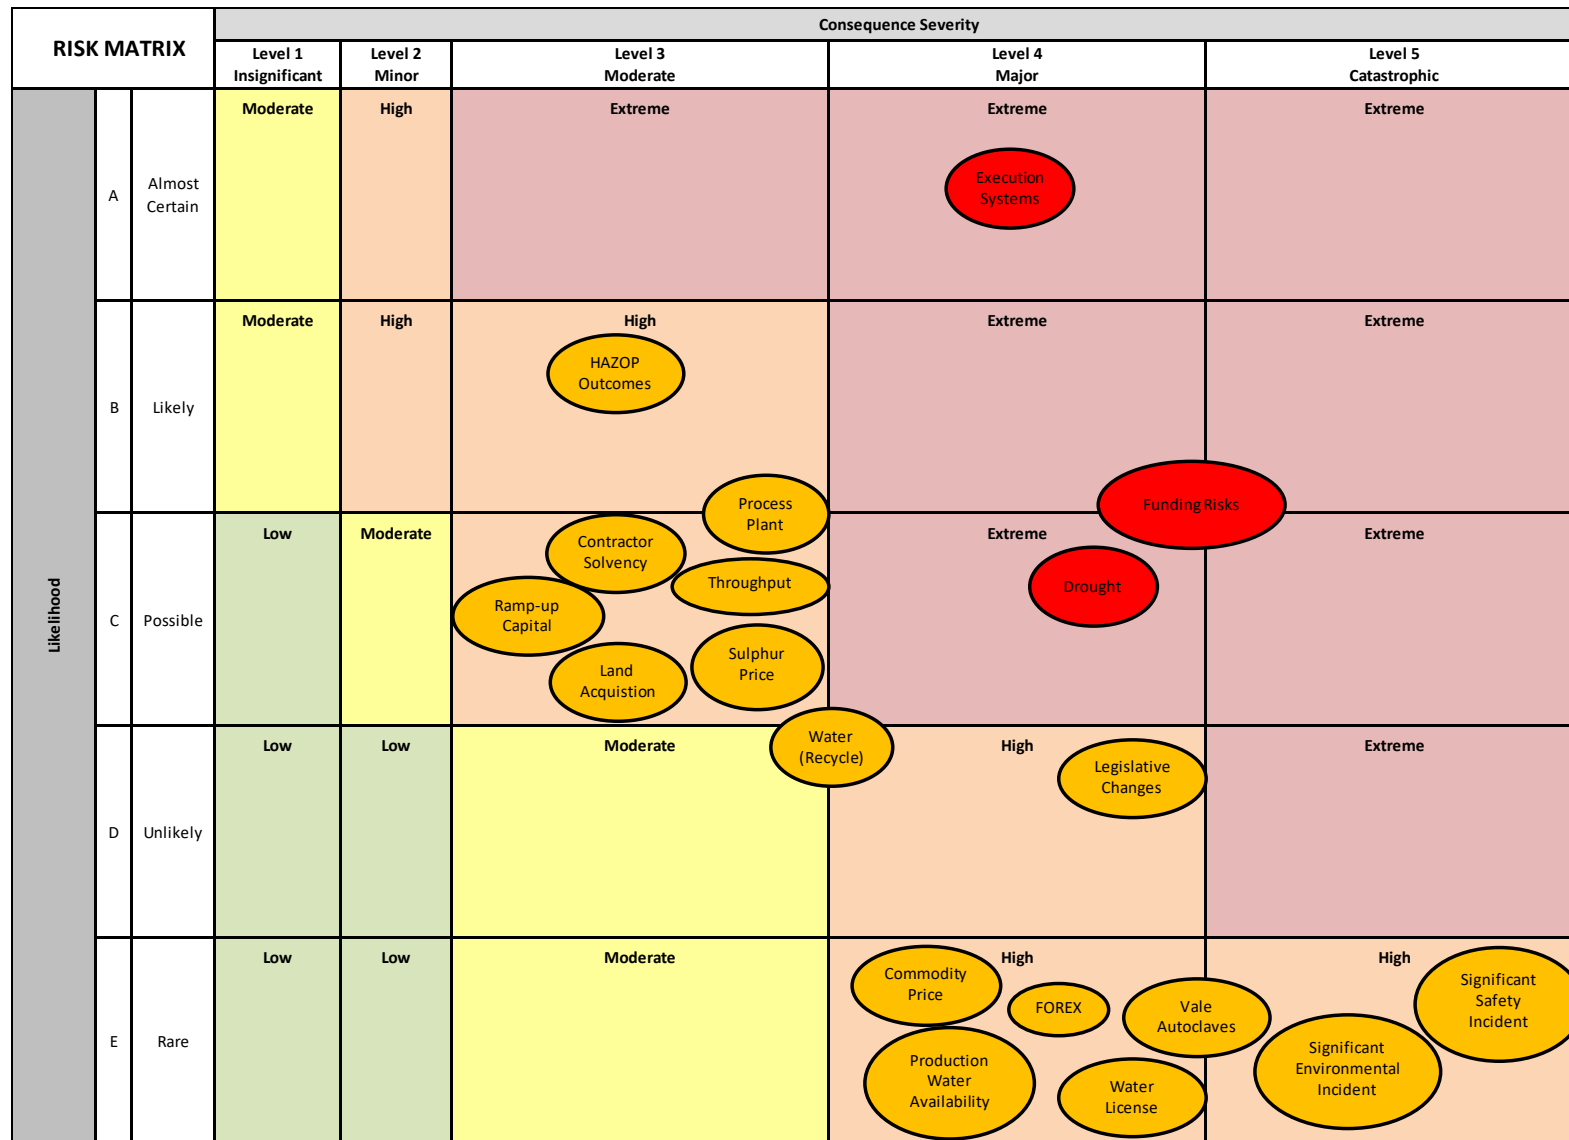 RISK MATRIX
Consequence Severity
Level 1
Insignificant
Level 2
Minor
Level 3
Moderate
Level 4
Major
Level 5
Catastrophic
Likelihood
A
Almost
Certain
Moderate
High
Extreme
Extreme
Execution
Systems
Extreme
B
Likely
Moderate
High
High
HAZOP
Outcomes
Process
Plant
Extreme
Funding Risks
Extreme
C
Possible
Low
Moderate
Contractor
Solvency
Throughput
Ramp-up
Capital
Land
Acquistion
Sulphur
Price
Extreme
Drought
Extreme
D
Unlikely
Low
Low
Moderate
Water
(Recycle)
High
Legislative
Changes
Extreme
E
Rare
Low
Low
Moderate
High
Commodity
Price
FOREX
Vale
Autoclaves
Production
Water
Availability
Water
License
High
Significant
Safety
Incident
Significant
Environmental
Incident